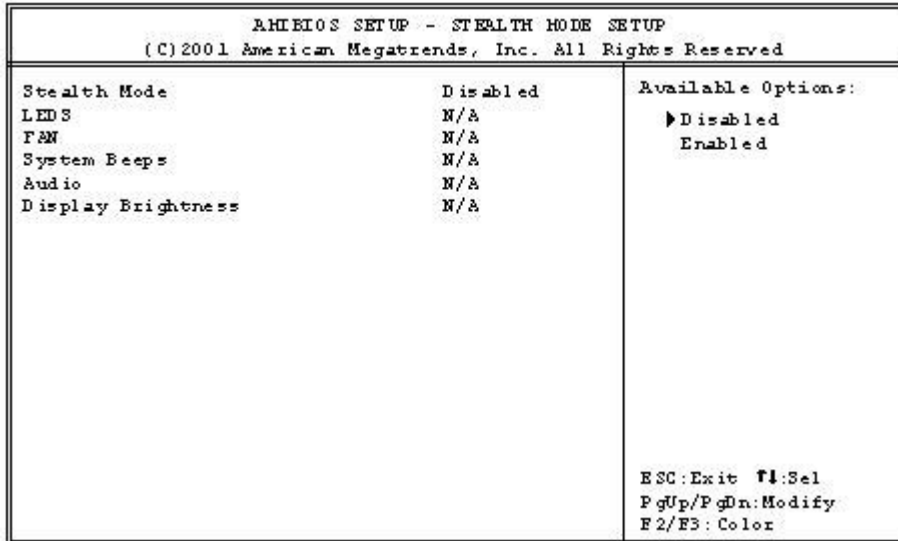 AMIBIOS SETUP - STEALTH MODE SETUP
(C)2001 American Megatrends, Inc. All Rights Reserved
Stealth Mode Disabled
LEDS N/A
FAN N/A
System Beeps N/A
Audio N/A
Display Brightness N/A
Available Options:
▶Disabled
Enabled
ESC:Exit ↑↓:Sel
PgUp/PgDn:Modify
F2/F3:Color